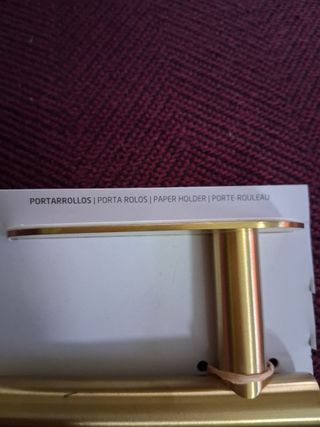 PORTARROLLOS | PORTA ROLOS | PAPER HOLDER | PORTE-ROULEAU